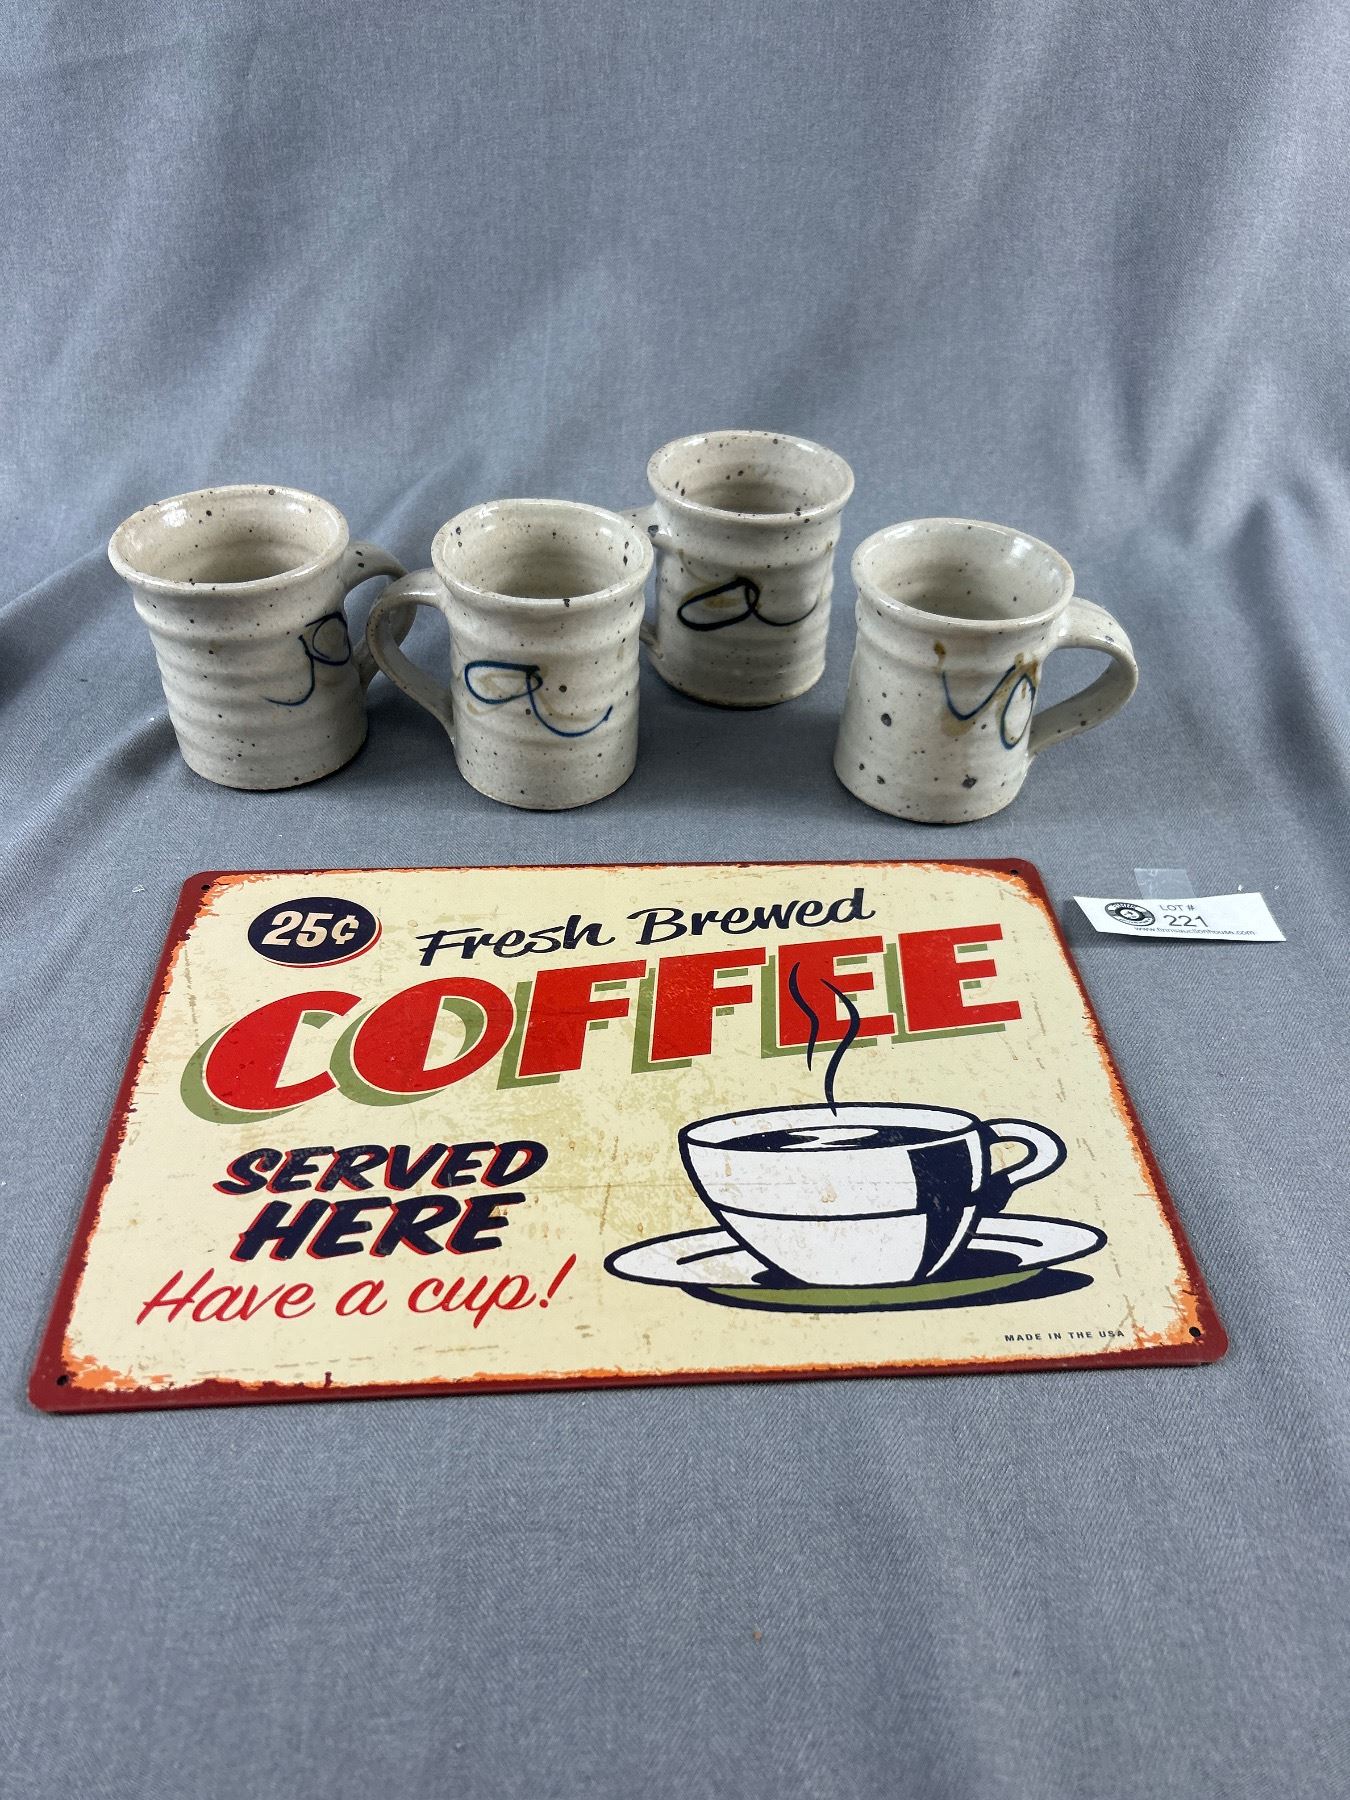 25¢
Fresh Brewed
COFFEE
SERVED
HERE
Have a cup!
MADE IN THE USA
LOT #
221